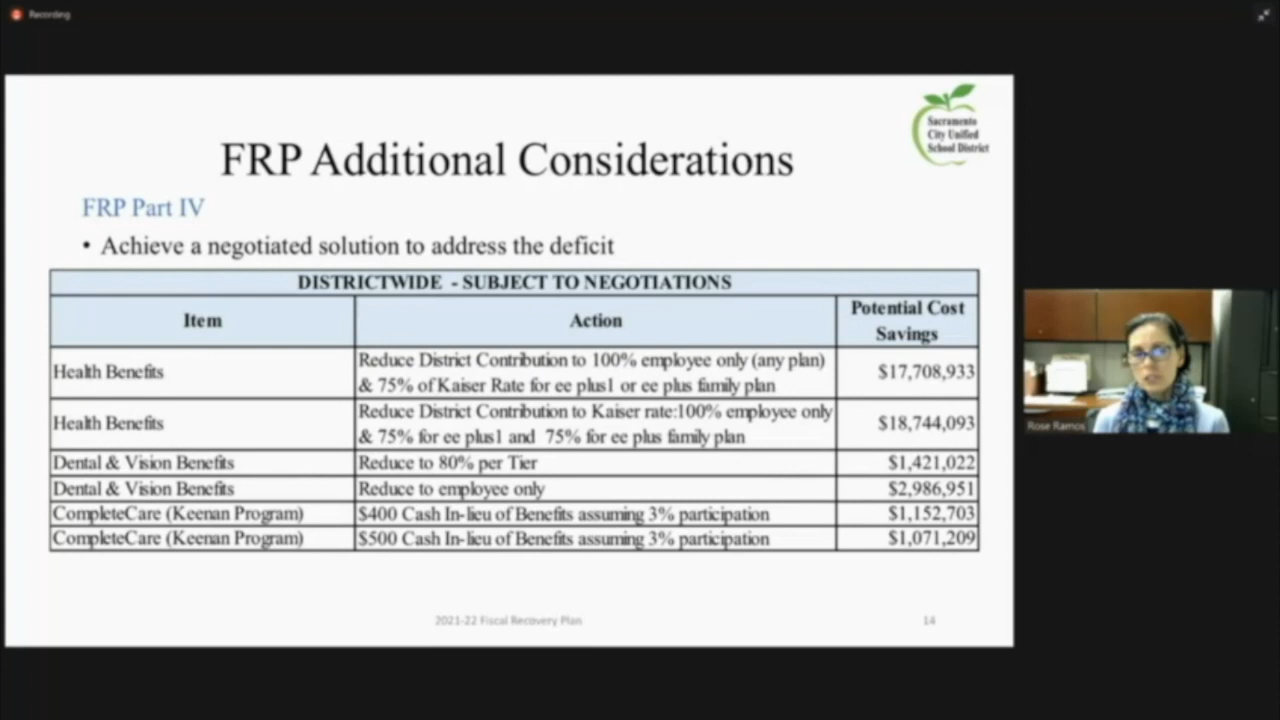 Recording
Sacramento
City Unified
School District
FRP Additional Considerations
FRP Part IV
• Achieve a negotiated solution to address the deficit
DISTRICTWIDE - SUBJECT TO NEGOTIATIONS
Item Action Potential Cost
Savings
Health Benefits Reduce District Contribution to 100% employee only (any plan) $17,708,933
& 75% of Kaiser Rate for ee plus1 or ee plus family plan
Health Benefits Reduce District Contribution to Kaiser rate:100% employee only $18,744,093
& 75% for ee plus1 and 75% for ee plus family plan
Dental & Vision Benefits Reduce to 80% per Tier $1,421,022
Dental & Vision Benefits Reduce to employee only $2,986,951
CompleteCare (Keenan Program) $400 Cash In-lieu of Benefits assuming 3% participation $1,152,703
CompleteCare (Keenan Program) $500 Cash In-lieu of Benefits assuming 3% participation $1,071,209
2021-22 Fiscal Recovery Plan 14
Rose Ramos